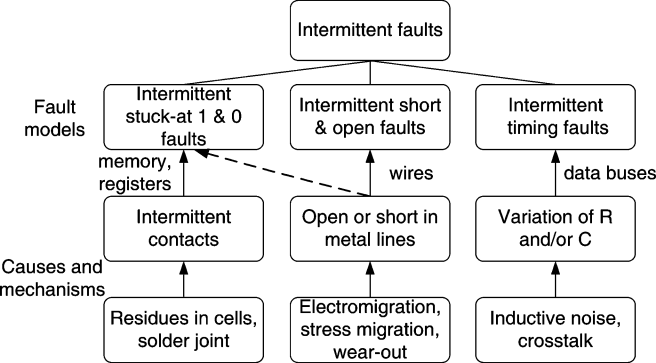 Intermittent faults
Fault
models
Intermittent
stuck-at 1 & 0
faults
Intermittent short
& open faults
Intermittent
timing faults
memory,
registers
wires
data buses
Intermittent
contacts
Open or short in
metal lines
Variation of R
and/or C
Causes and
mechanisms
Residues in cells,
solder joint
Electromigration,
stress migration,
wear-out
Inductive noise,
crosstalk